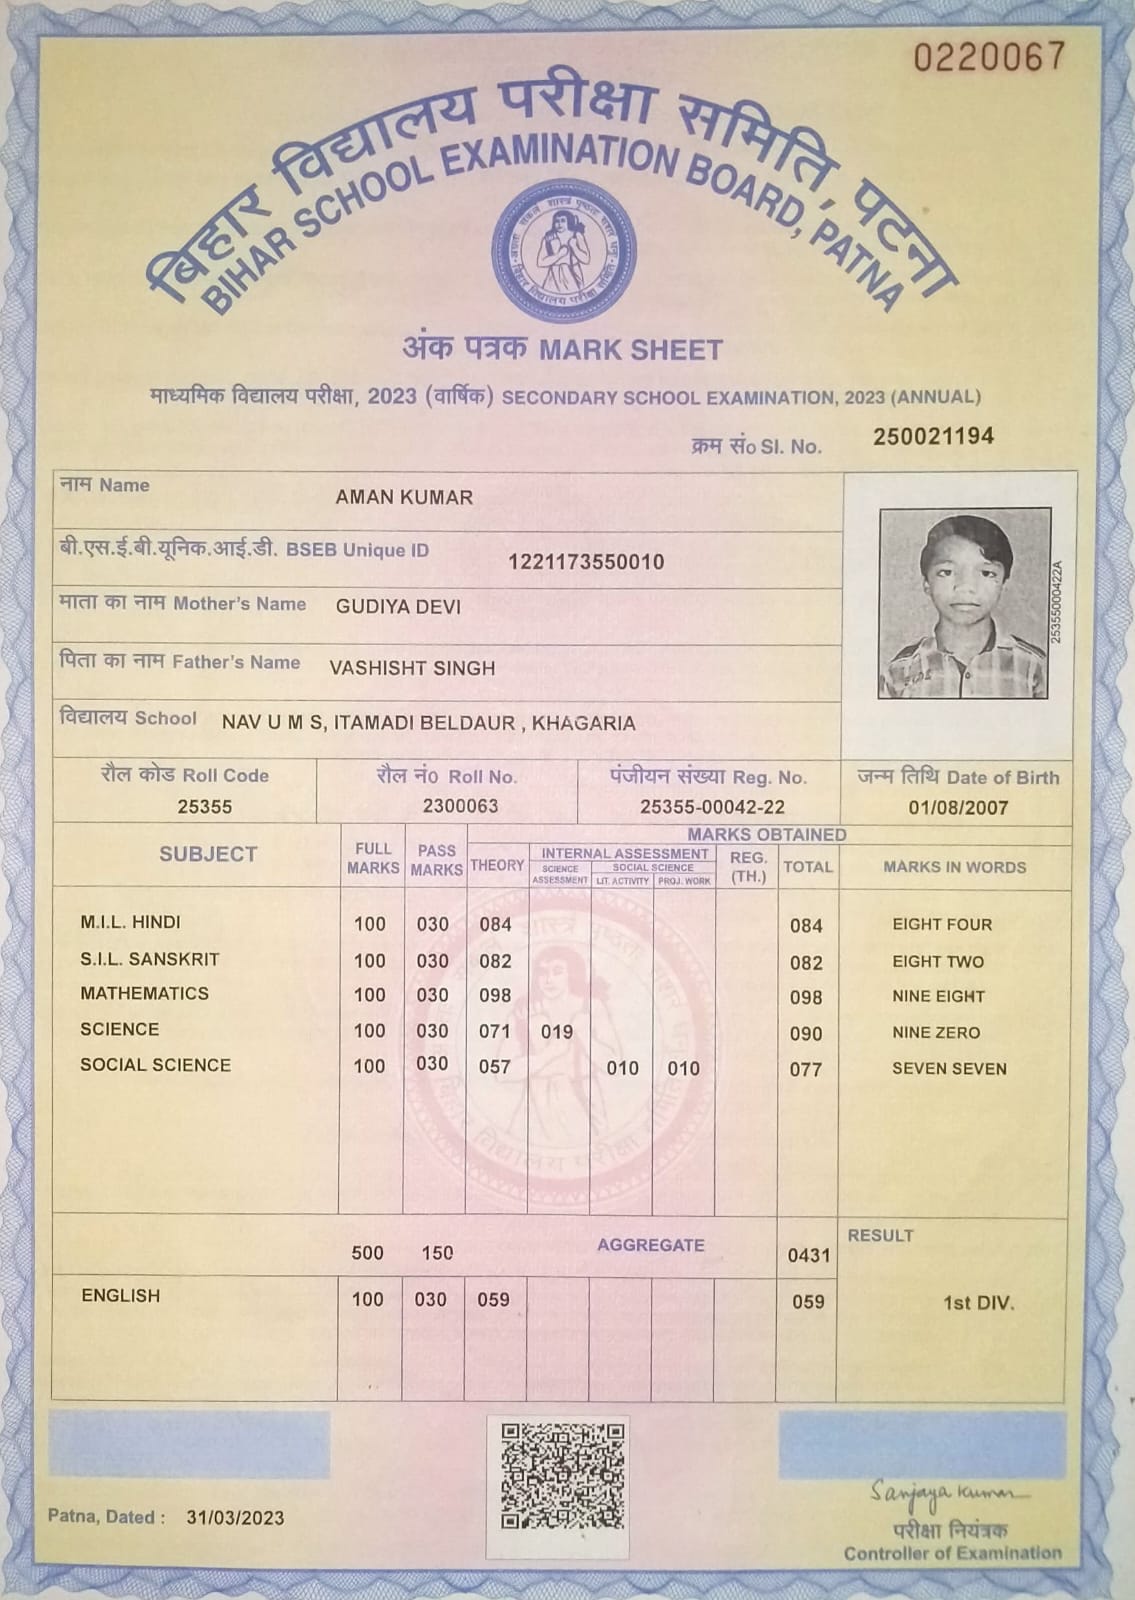 0220067
बिहार विद्यालय परीक्षा समिति, पटना
BIHAR SCHOOL EXAMINATION BOARD, PATNA
अंक पत्रक MARK SHEET
माध्यमिक विद्यालय परीक्षा, 2023 (वार्षिक) SECONDARY SCHOOL EXAMINATION, 2023 (ANNUAL)
क्रम सं० Sl. No. 250021194
नाम Name AMAN KUMAR
बी.एस.ई.बी.यूनिक.आई.डी. BSEB Unique ID 1221173550010
माता का नाम Mother's Name GUDIYA DEVI
पिता का नाम Father's Name VASHISHT SINGH
विद्यालय School NAV U M S, ITAMADI BELDAUR , KHAGARIA
25355000422A
रौल कोड Roll Code रौल नं० Roll No. पंजीयन संख्या Reg. No. जन्म तिथि Date of Birth
25355 2300063 25355-00042-22 01/08/2007
MARKS OBTAINED
SUBJECT FULL MARKS PASS MARKS THEORY INTERNAL ASSESSMENT REG. (TH.) TOTAL MARKS IN WORDS
SCIENCE ASSESSMENT SOCIAL SCIENCE
LIT. ACTIVITY PROJ. WORK
M.I.L. HINDI 100 030 084 084 EIGHT FOUR
S.I.L. SANSKRIT 100 030 082 082 EIGHT TWO
MATHEMATICS 100 030 098 098 NINE EIGHT
SCIENCE 100 030 071 019 090 NINE ZERO
SOCIAL SCIENCE 100 030 057 010 010 077 SEVEN SEVEN
500 150 AGGREGATE 0431 RESULT
ENGLISH 100 030 059 059 1st DIV.
Patna, Dated : 31/03/2023
Sanjaya Kumar
परीक्षा नियंत्रक
Controller of Examination